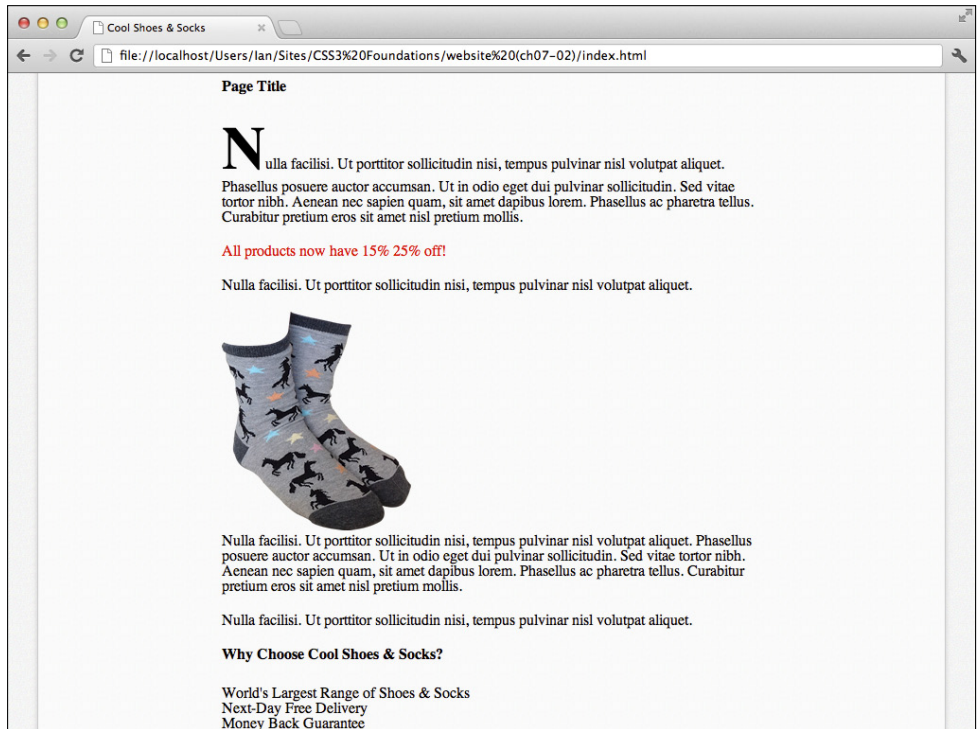 Cool Shoes & Socks
file://localhost/Users/Ian/Sites/CSS3%20Foundations/website%20(ch07-02)/index.html
Page Title
Nulla facilisi. Ut porttitor sollicitudin nisi, tempus pulvinar nisl volutpat aliquet.
Phasellus posuere auctor accumsan. Ut in odio eget dui pulvinar sollicitudin. Sed vitae
tortor nibh. Aenean nec sapien quam, sit amet dapibus lorem. Phasellus ac pharetra tellus.
Curabitur pretium eros sit amet nisl pretium mollis.
All products now have 15% 25% off!
Nulla facilisi. Ut porttitor sollicitudin nisi, tempus pulvinar nisl volutpat aliquet.
Nulla facilisi. Ut porttitor sollicitudin nisi, tempus pulvinar nisl volutpat aliquet. Phasellus
posuere auctor accumsan. Ut in odio eget dui pulvinar sollicitudin. Sed vitae tortor nibh.
Aenean nec sapien quam, sit amet dapibus lorem. Phasellus ac pharetra tellus. Curabitur
pretium eros sit amet nisl pretium mollis.
Nulla facilisi. Ut porttitor sollicitudin nisi, tempus pulvinar nisl volutpat aliquet.
Why Choose Cool Shoes & Socks?
World's Largest Range of Shoes & Socks
Next-Day Free Delivery
Money Back Guarantee